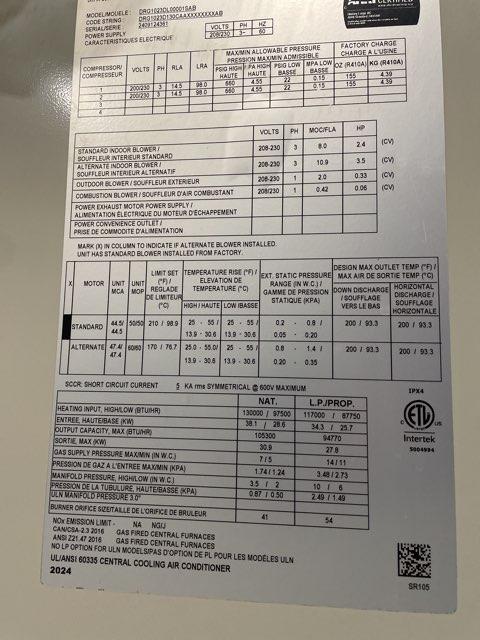 MODEL/MODELE : DRG1023DL00001SAB
CODE STRING : DRG1023D130CAAXXXXXXXXAB
SERIAL/SERIE : 2409124361
POWER SUPPLY
CARACTERISTIQUES ELECTRIQUE
VOLTS PH HZ
208/230 3~ 60
COMPRESSOR/ COMPRESSEUR VOLTS PH RLA LRA MAX/MIN ALLOWABLE PRESSURE PRESSION MAX/MIN ADMISSIBLE FACTORY CHARGE CHARGE A L'USINE
PSIG HIGH HAUTE MPA HIGH HAUTE PSIG LOW BASSE MPA LOW BASSE OZ (R410A) KG (R410A)
1 200/230 3 14.5 98.0 660 4.55 22 0.15 155 4.39
2 200/230 3 14.5 98.0 660 4.55 22 0.15 155 4.39
3
4
VOLTS PH MOC/FLA HP
STANDARD INDOOR BLOWER / SOUFFLEUR INTERIEUR STANDARD 208-230 3 8.0 2.4 (CV)
ALTERNATE INDOOR BLOWER / SOUFFLEUR INTERIEUR ALTERNATIF 208-230 3 10.9 3.5 (CV)
OUTDOOR BLOWER / SOUFFLEUR EXTERIEUR 208-230 1 2.0 0.33 (CV)
COMBUSTION BLOWER / SOUFFLEUR D'AIR COMBUSTANT 208/230 1 0.42 0.06 (CV)
POWER EXHAUST MOTOR POWER SUPPLY /
ALIMENTATION ÉLECTRIQUE DU MOTEUR D'ÉCHAPPEMENT
POWER CONVENIENCE OUTLET /
PRISE DE COMMODITE D'ALIMENTATION
MARK (X) IN COLUMN TO INDICATE IF ALTERNATE BLOWER INSTALLED.
UNIT HAS STANDARD BLOWER INSTALLED FROM FACTORY.
X MOTOR UNIT MCA UNIT MOP LIMIT SET (°F) / REGLAGE DE LIMITEUR (°C) TEMPERATURE RISE (°F) / ELEVATION DE TEMPERATURE (°C) EXT. STATIC PRESSURE RANGE (IN W.C.) / GAMME DE PRESSION STATIQUE (KPA) DESIGN MAX OUTLET TEMP (°F) / MAX AIR DE SORTIE TEMP (°C)
HIGH / HAUTE LOW /BASSE DOWN DISCHARGE / SOUFFLAGE VERS LE BAS HORIZONTAL DISCHARGE / SOUFFLAGE HORIZONTALE
STANDARD 44.5/ 44.5 50/50 210 / 98.9 25 - 55 / 13.9 - 30.6 25 - 55 / 13.9 - 30.6 0.2 - 0.8 / 0.05 - 0.20 200 / 93.3 200 / 93.3
ALTERNATE 47.4/ 47.4 60/60 170 / 76.7 25.0 - 55.0/ 13.9 - 30.6 25 - 55 / 13.9 - 30.6 0.8 - 1.4 / 0.20 - 0.35 200 / 93.3 200 / 93.3
SCCR: SHORT CIRCUIT CURRENT 5 KA rms SYMMETRICAL @ 600V MAXIMUM
NAT. L.P./PROP.
HEATING INPUT, HIGH/LOW (BTU/HR) 130000 / 97500 117000 / 87750
ENTREE, HAUTE/BASSE (KW) 38.1 / 28.6 34.3 / 25.7
OUTPUT CAPACITY, MAX (BTU/HR) 105300 94770
SORTIE, MAX (KW) 30.9 27.8
GAS SUPPLY PRESSURE MAX/MIN (IN W.C.) 7 / 5 14 / 11
PRESSION DE GAZ A L'ENTREE MAX/MIN (KPA) 1.74 / 1.24 3.48 / 2.73
MANIFOLD PRESSURE, HIGH/LOW (IN W.C.) 3.5 / 2 10 / 6
PRESSION DE LA TUBULURE, HAUTE/BASSE (KPA) 0.87 / 0.50 2.49 / 1.49
ULN MANIFOLD PRESSURE 3.0"
BURNER ORIFICE SIZE/TAILLE DE L'ORIFICE DE BRULEUR 41 54
NOx EMISSION LIMIT - NA NG/J
CAN/CSA-2.3 2016 GAS FIRED CENTRAL FURNACES
ANSI Z21.47 2016 GAS FIRED CENTRAL FURNACES
NO LP OPTION FOR ULN MODELS/PAS D'OPTION DE PL POUR LES MODÈLES ULN
UL/ANSI 60335 CENTRAL COOLING AIR CONDITIONER
2024
IPX4
ETL
US
Intertek
5004994
SR105